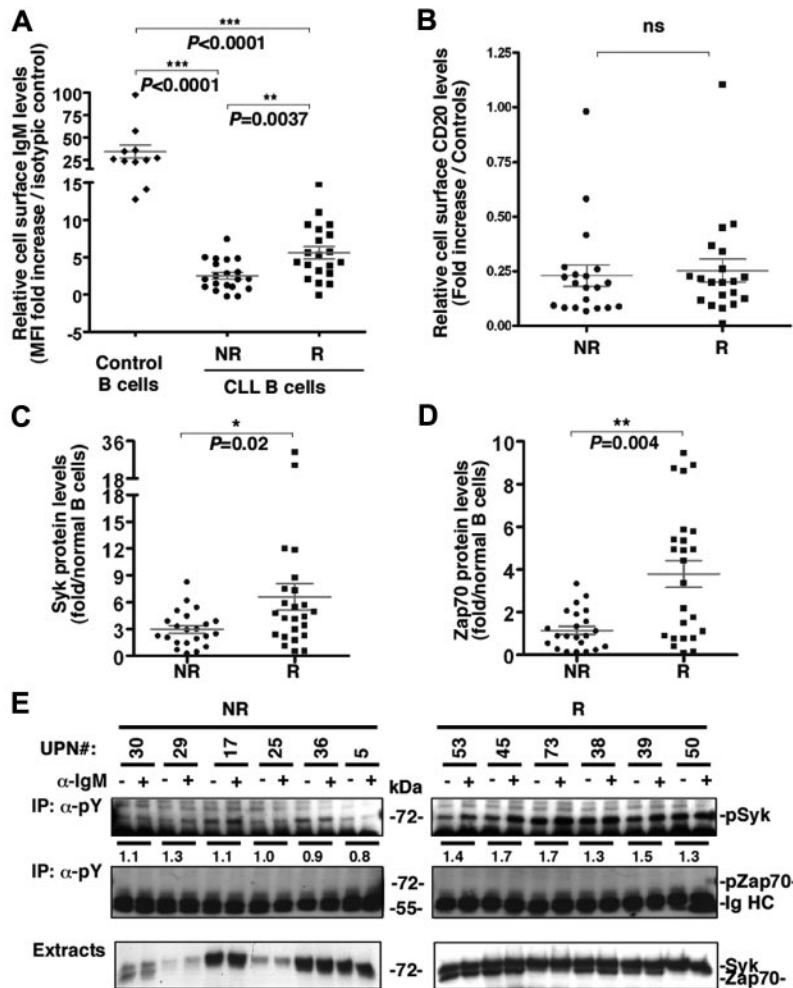 A
***
P<0.0001
***
P<0.0001
**
P=0.0037
Relative cell surface IgM levels
(MFI fold increase / isotypic control)
100
75
50
25
15
10
5
0
-5
Control
B cells
NR
R
CLL B cells
B
ns
Relative cell surface CD20 levels
(Fold increase / Controls)
1.25
1.00
0.75
0.50
0.25
0.00
NR
R
C
*
P=0.02
Syk protein levels
(fold/normal B cells)
36
18
18
15
12
9
6
3
0
NR
R
D
**
P=0.004
Zap70 protein levels
(fold/normal B cells)
10
8
6
4
2
0
NR
R
E
NR
R
UPN#:
30 29 17 25 36 5
53 45 73 38 39 50
α-IgM
- + - + - + - + - + - +
kDa
- + - + - + - + - + - +
IP: α-pY
-72-
-pSyk
1.1 1.3 1.1 1.0 0.9 0.8
1.4 1.7 1.7 1.3 1.5 1.3
IP: α-pY
-72-
-pZap70-
-55-
-Ig HC
Extracts
-72-
-Syk
-Zap70-